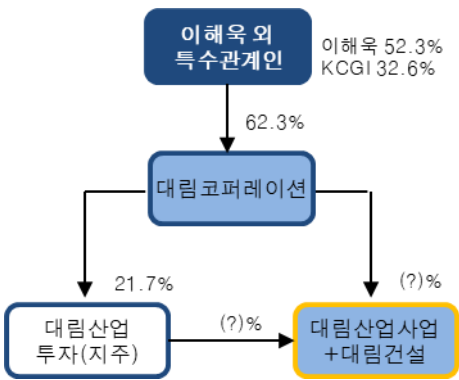 이해욱 외
특수관계인
이해욱 52.3%
KCGI 32.6%
62.3%
대림코퍼레이션
21.7%
(?)%
(?)%
대림산업
투자(지주)
대림산업사업
+대림건설